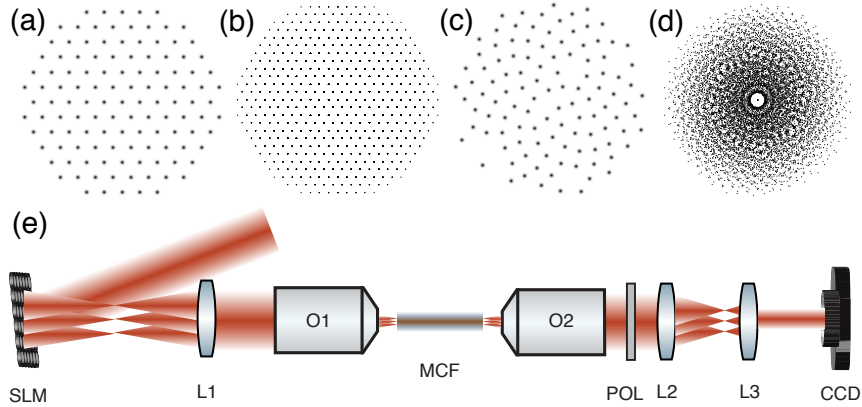 (a) (b) (c) (d)
(e)
O1 O2
MCF
SLM L1 POL L2 L3 CCD